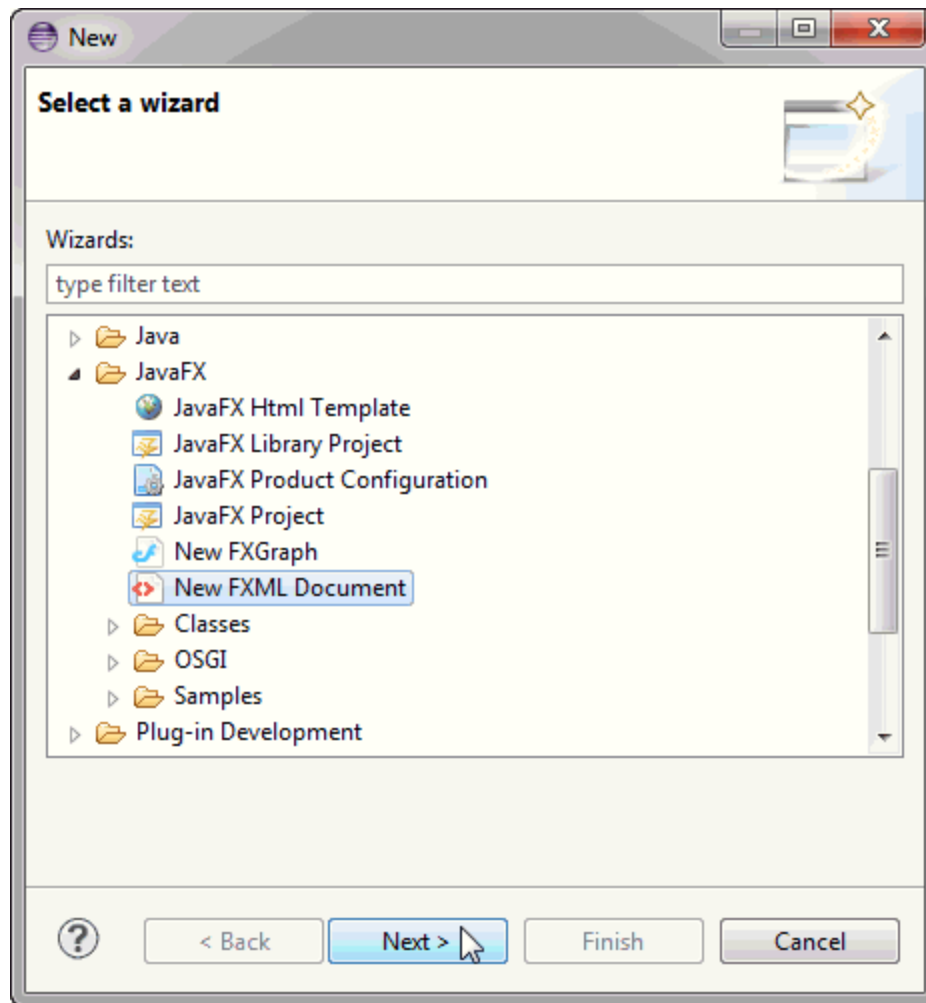 New
Select a wizard
Wizards:
type filter text
Java
JavaFX
JavaFX Html Template
JavaFX Library Project
JavaFX Product Configuration
JavaFX Project
New FXGraph
New FXML Document
Classes
OSGI
Samples
Plug-in Development
? < Back Next > Finish Cancel